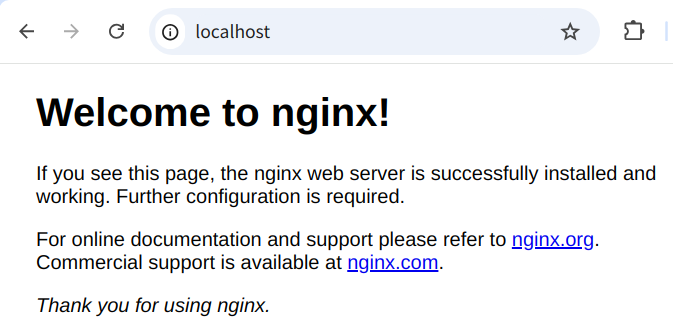 localhost
Welcome to nginx!
If you see this page, the nginx web server is successfully installed and
working. Further configuration is required.
For online documentation and support please refer to nginx.org.
Commercial support is available at nginx.com.
Thank you for using nginx.